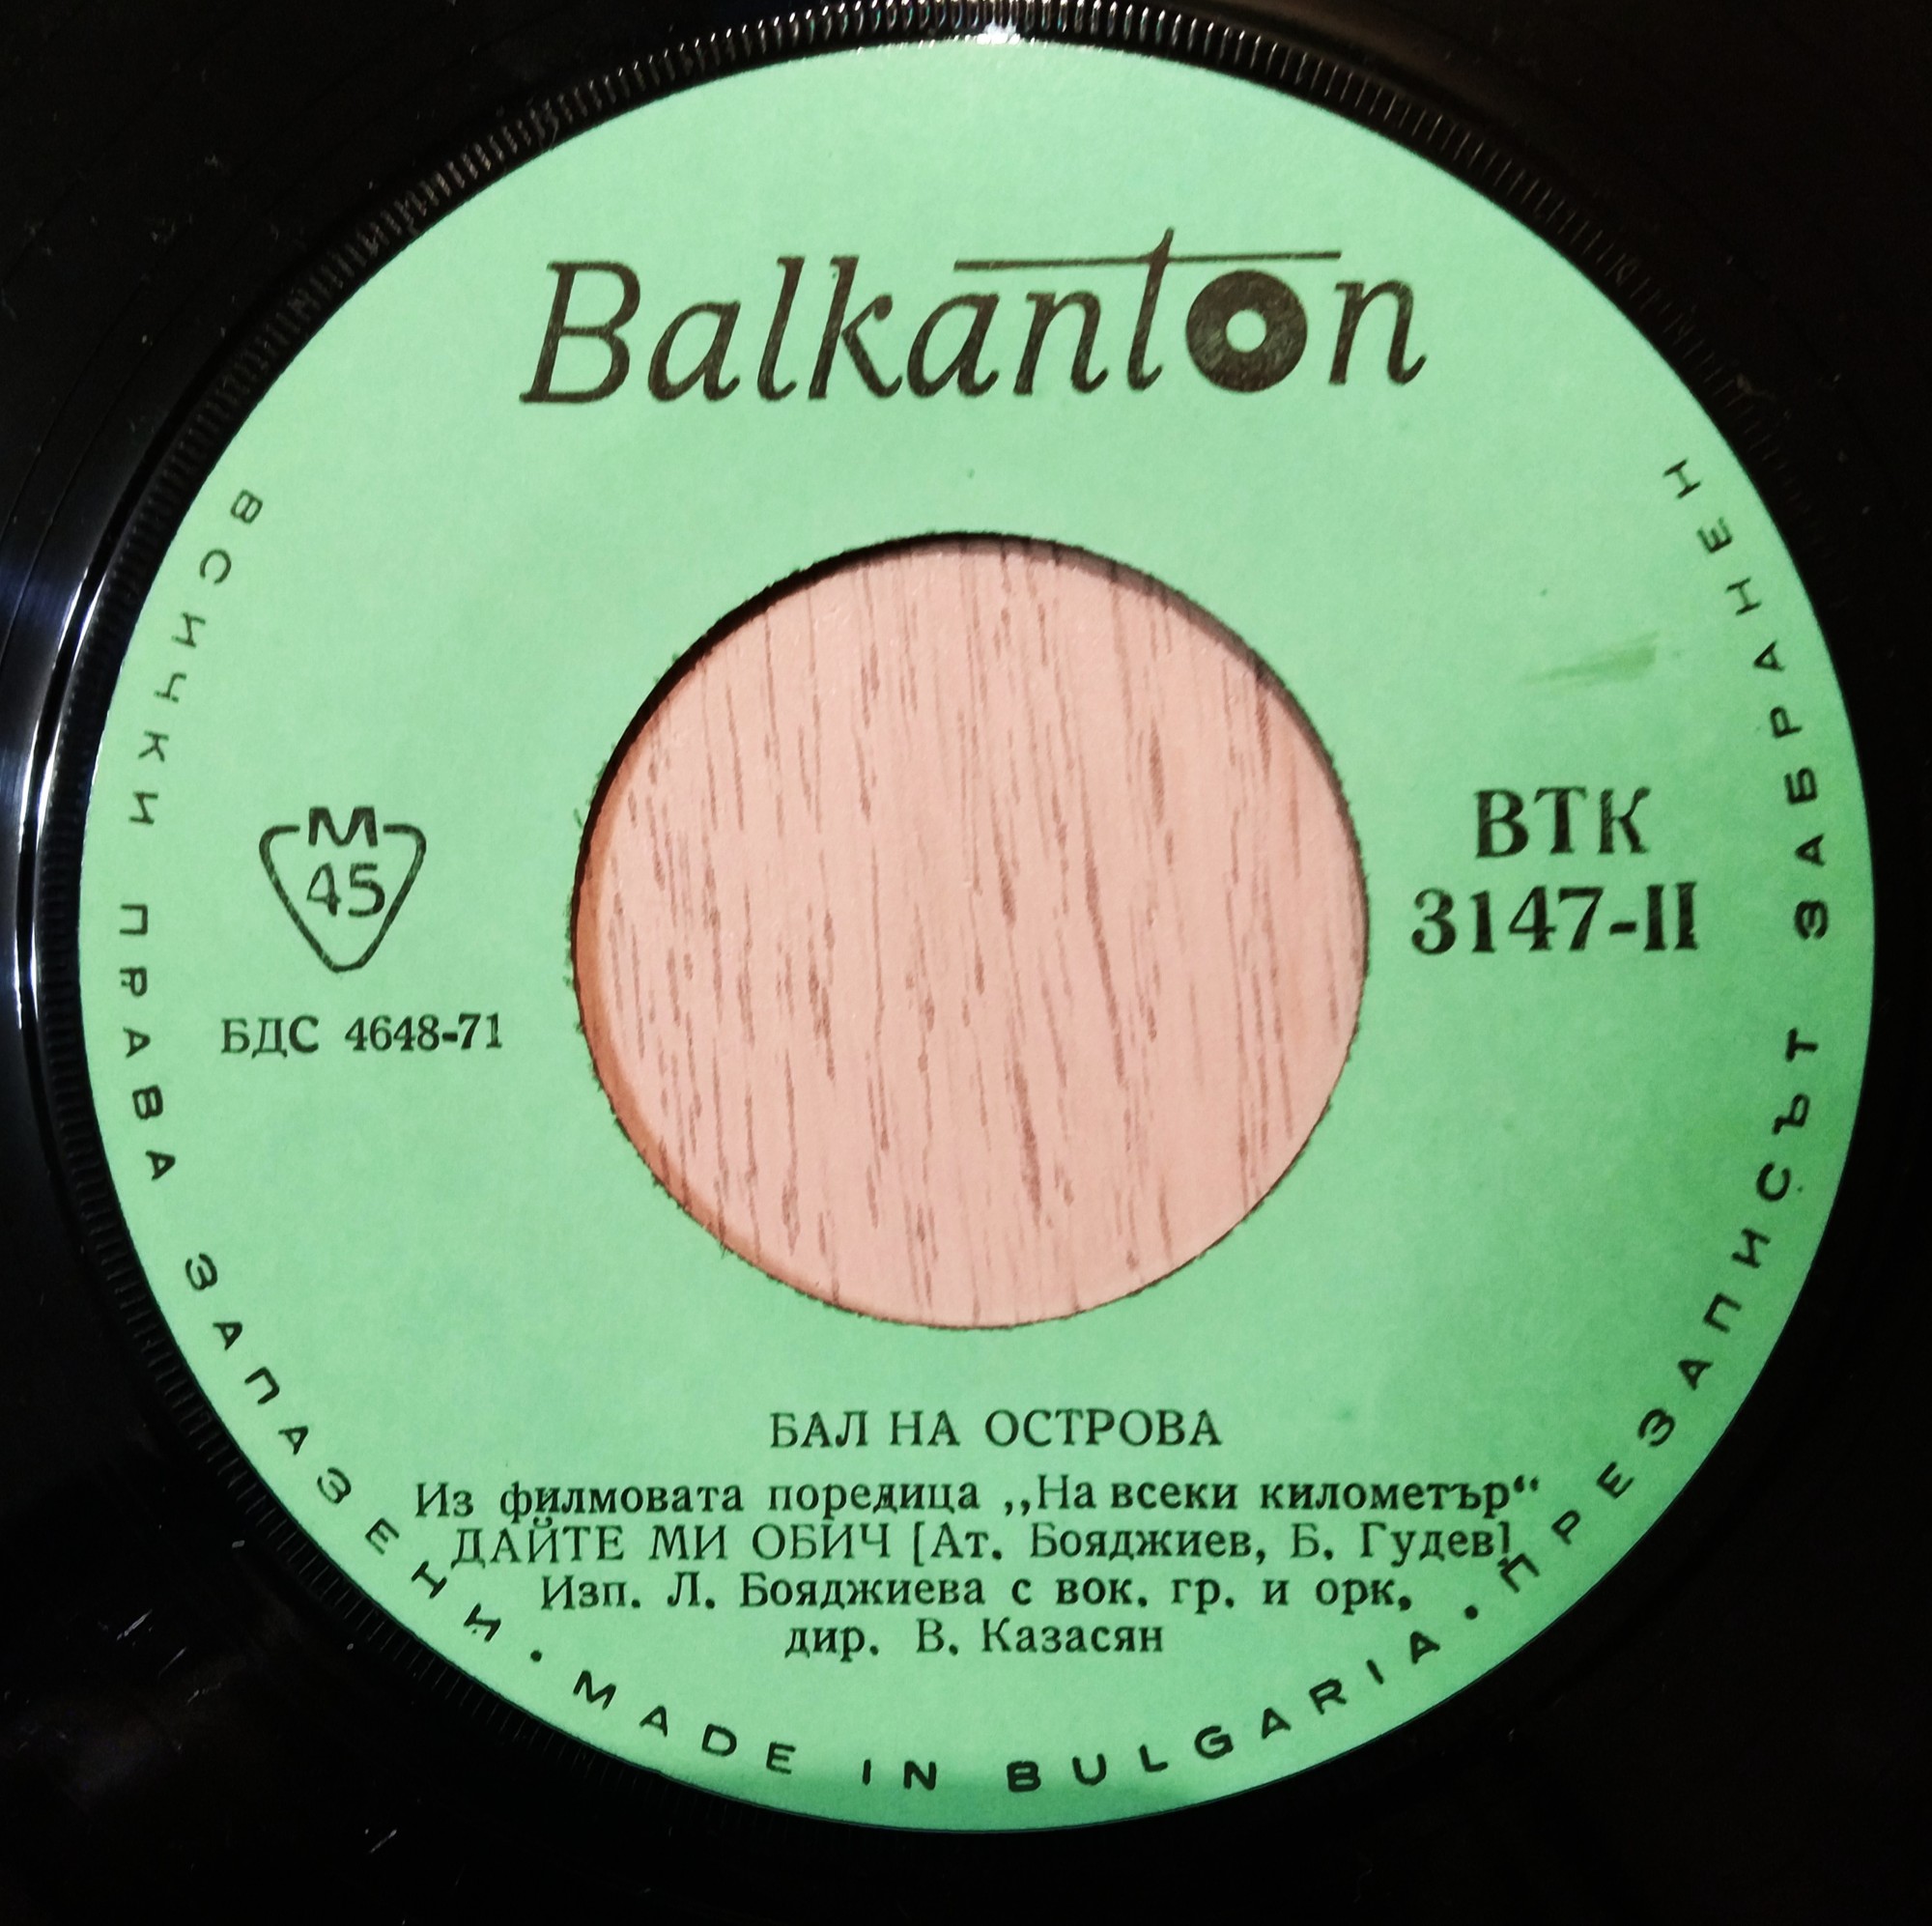 Balkanton
М
45
БДС 4648-71
ВТК
3147-II
БАЛ НА ОСТРОВА
Из филмовата поредица „На всеки километър“
ДАЙТЕ МИ ОБИЧ [Ат. Бояджиев, Б. Гудев]
Изп. Л. Бояджиева с вок. гр. и орк.
дир. В. Казасян
ВСИЧКИ ПРАВА ЗАПАЗЕНИ • MADE IN BULGARIA • ПРЕЗАПИСЪТ ЗАБРАНЕН